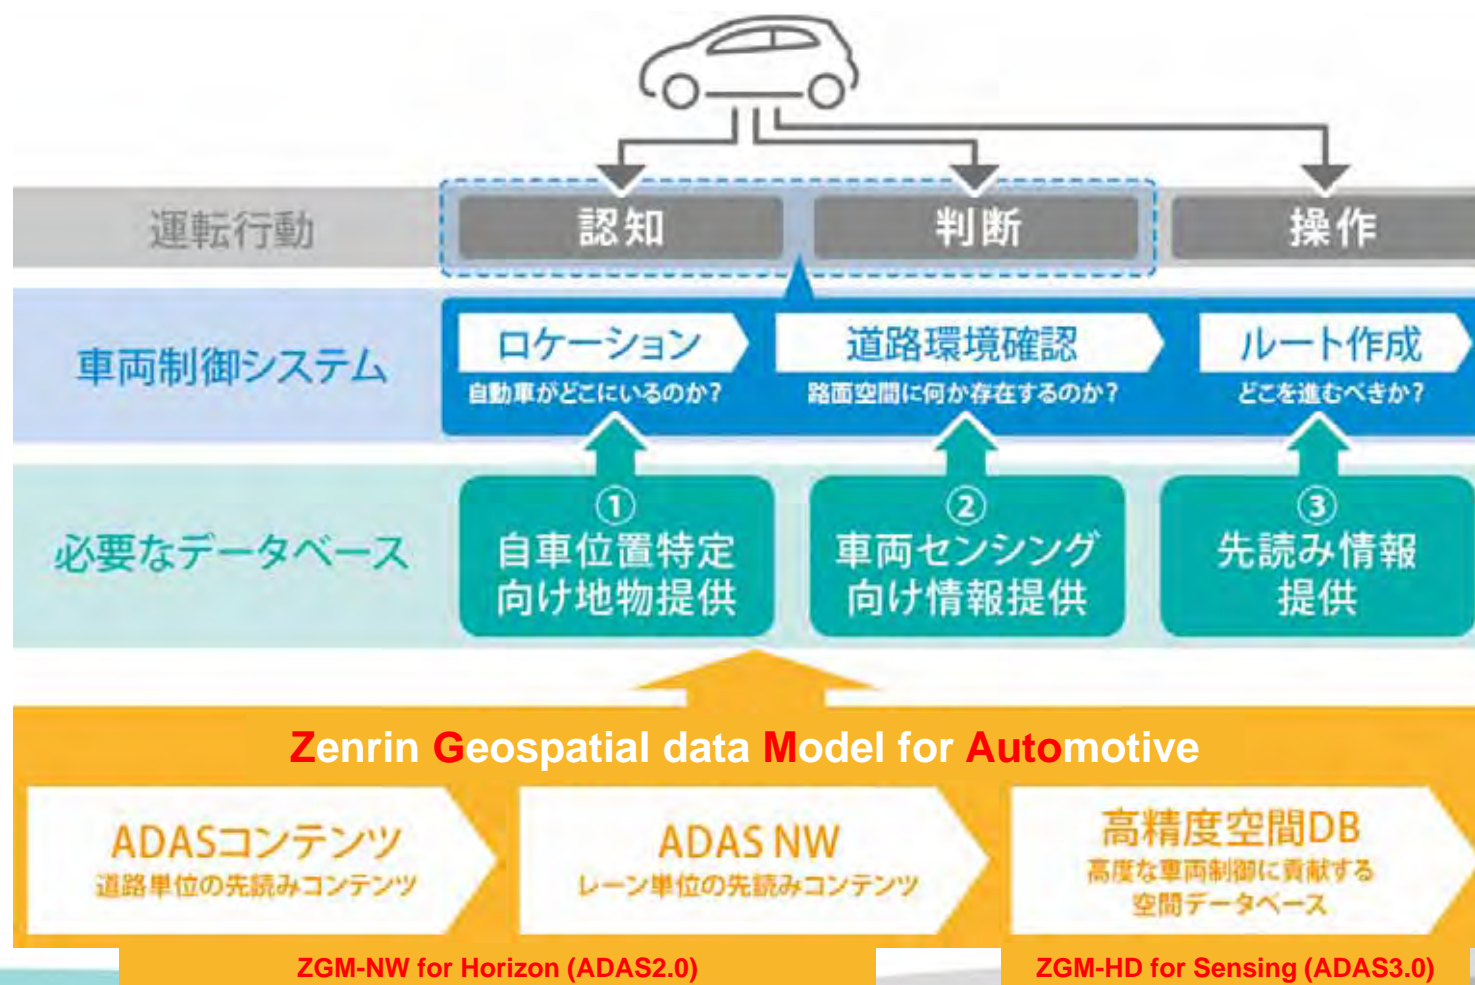 運転行動
認知
判断
操作
車両制御システム
ロケーション
自動車がどこにいるのか?
道路環境確認
路面空間に何か存在するのか?
ルート作成
どこを進むべきか?
必要なデータベース
①
自車位置特定
向け地物提供
②
車両センシング
向け情報提供
③
先読み情報
提供
Zenrin Geospatial data Model for Automotive
ADASコンテンツ
道路単位の先読みコンテンツ
ADAS NW
レーン単位の先読みコンテンツ
高精度空間DB
高度な車両制御に貢献する
空間データベース
ZGM-NW for Horizon (ADAS2.0)
ZGM-HD for Sensing (ADAS3.0)